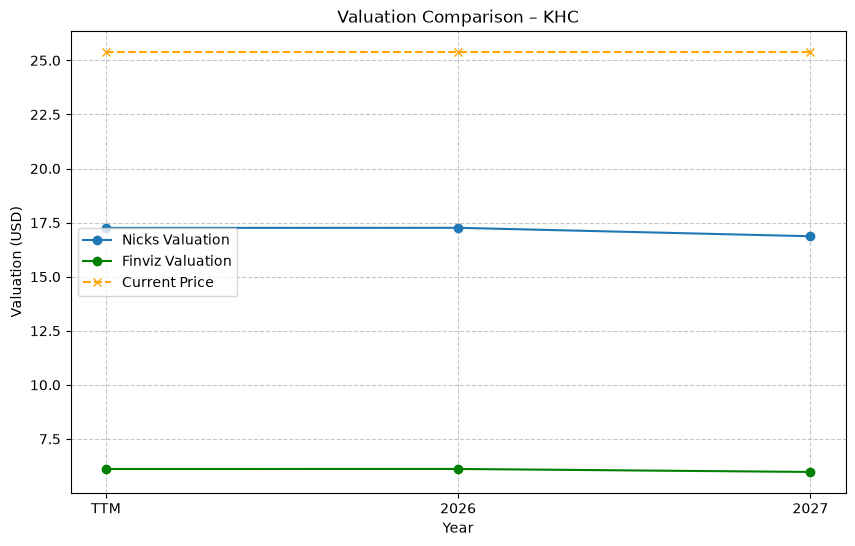 Valuation Comparison – KHC
Valuation (USD)
25.0
22.5
20.0
17.5
15.0
12.5
10.0
7.5
Nicks Valuation
Finviz Valuation
Current Price
TTM
2026
2027
Year